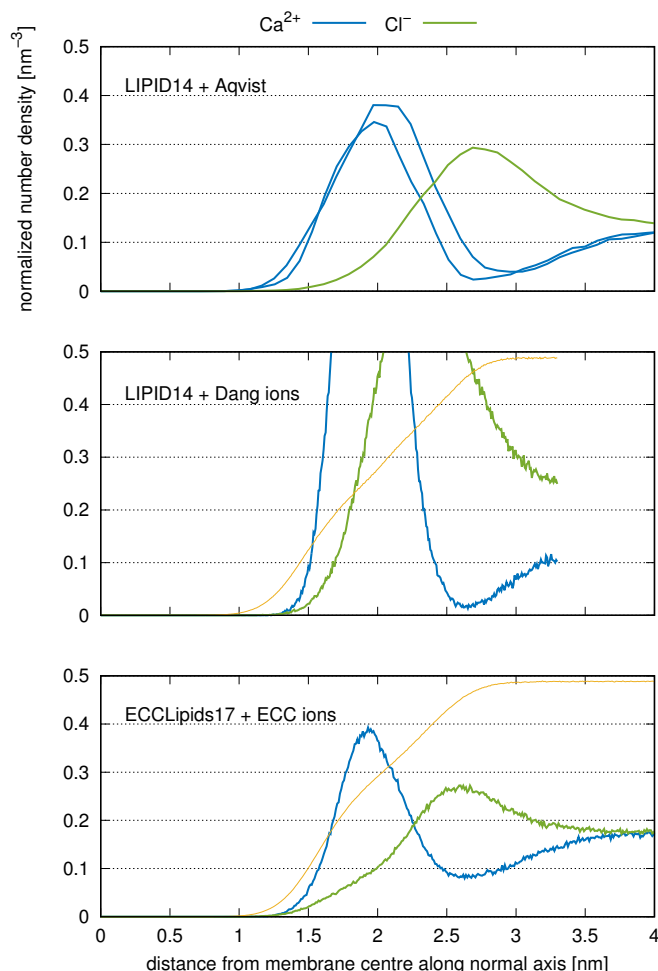 Ca²⁺ Cl⁻
normalized number density [nm⁻³]
0.5
LIPID14 + Aqvist
0.4
0.3
0.2
0.1
0
0.5
LIPID14 + Dang ions
0.4
0.3
0.2
0.1
0
0.5
ECCLipids17 + ECC ions
0.4
0.3
0.2
0.1
0
0 0.5 1 1.5 2 2.5 3 3.5 4
distance from membrane centre along normal axis [nm]